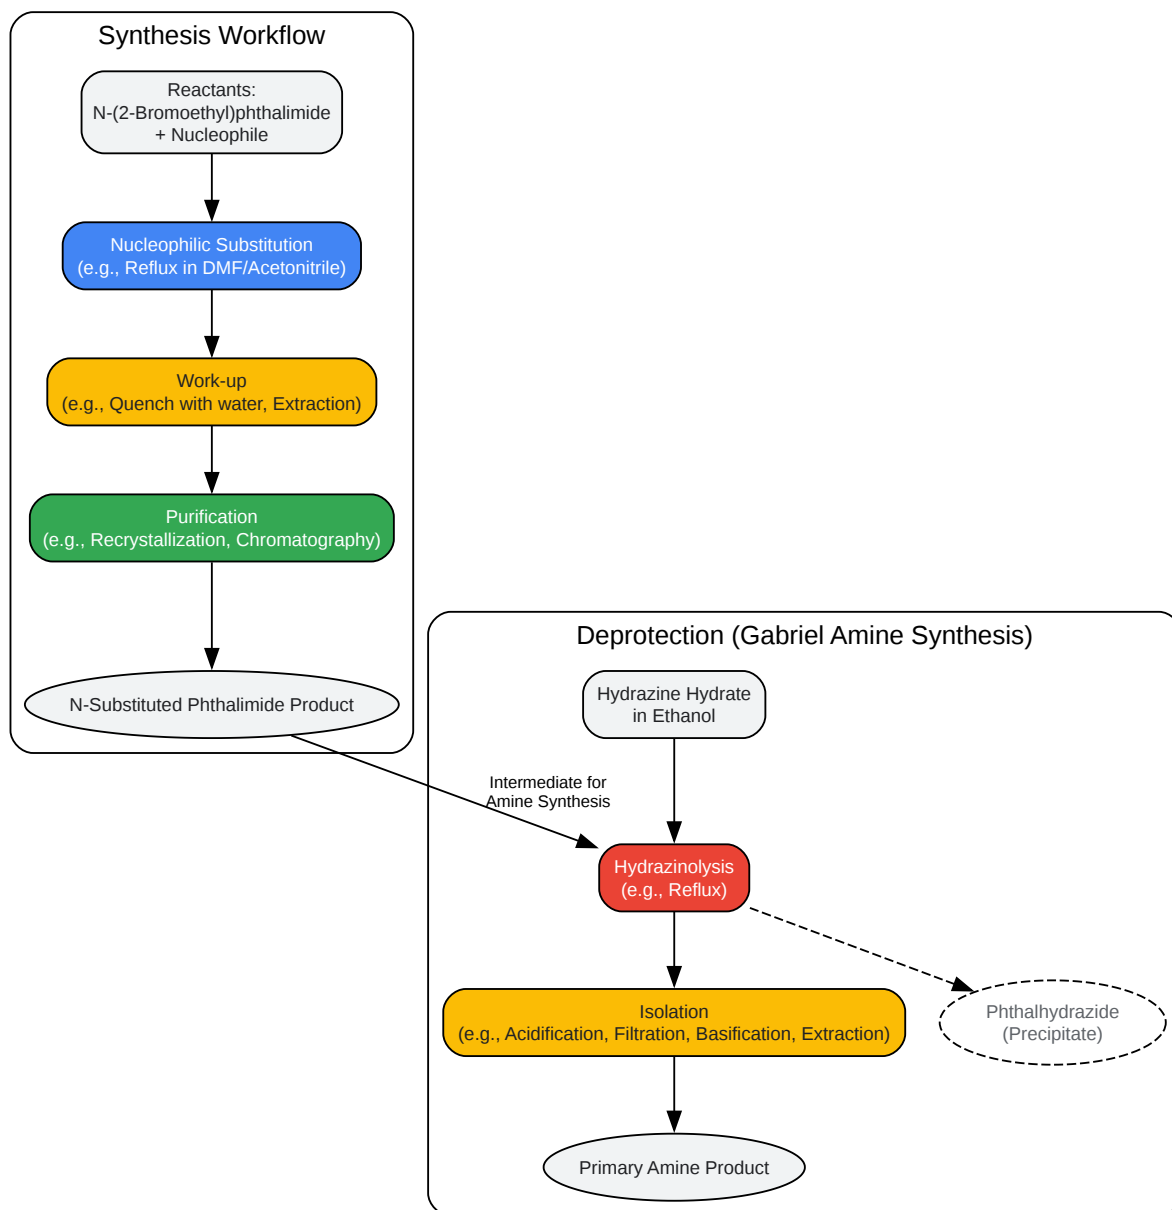 Synthesis Workflow
Reactants:
N-(2-Bromoethyl)phthalimide
+ Nucleophile
Nucleophilic Substitution
(e.g., Reflux in DMF/Acetonitrile)
Work-up
(e.g., Quench with water, Extraction)
Purification
(e.g., Recrystallization, Chromatography)
N-Substituted Phthalimide Product
Deprotection (Gabriel Amine Synthesis)
Hydrazine Hydrate
in Ethanol
Intermediate for
Amine Synthesis
Hydrazinolysis
(e.g., Reflux)
Isolation
(e.g., Acidification, Filtration, Basification, Extraction)
Phthalhydrazide
(Precipitate)
Primary Amine Product